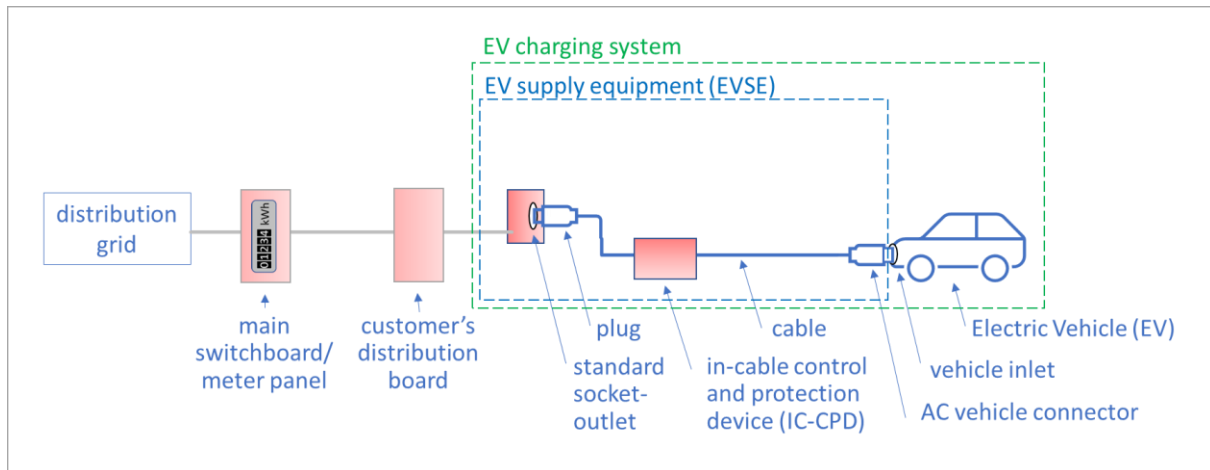 EV charging system
EV supply equipment (EVSE)
distribution
grid
01234 kWh
main
switchboard/
meter panel
customer's
distribution
board
plug
standard
socket-
outlet
cable
in-cable control
and protection
device (IC-CPD)
Electric Vehicle (EV)
vehicle inlet
AC vehicle connector